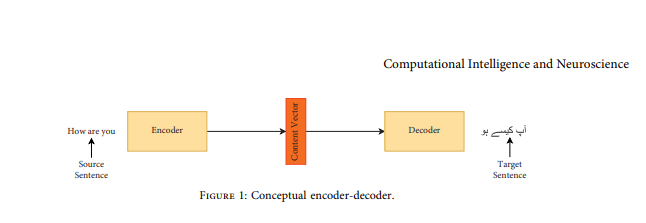 Computational Intelligence and Neuroscience
How are you
Encoder
Content Vector
Decoder
آپ کیسے ہو
Source
Sentence
Target
Sentence
FIGURE 1: Conceptual encoder-decoder.